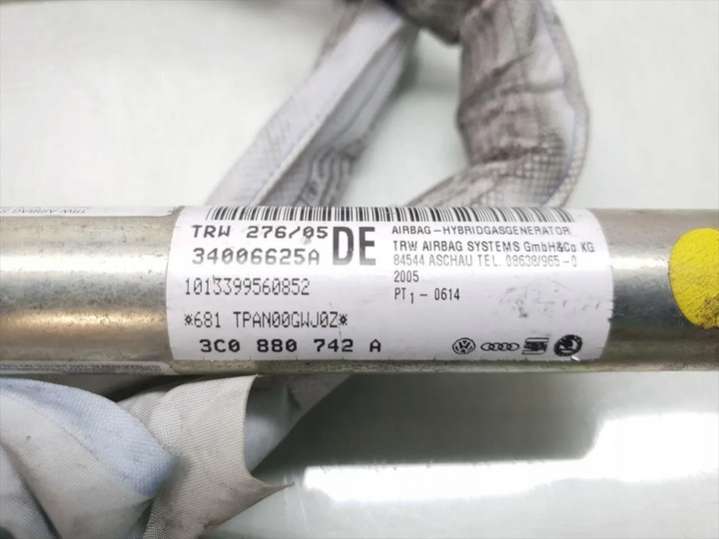 TRW 276/05
34006625A DE
1013399560852
*681 TPAN00GWJ0Z*
3C0 880 742 A
AIRBAG-HYBRIDGASGENERATOR
TRW AIRBAG SYSTEMS GmbH&Co KG
84544 ASCHAU TEL. 08638/965-0
2005
PT1- 0614